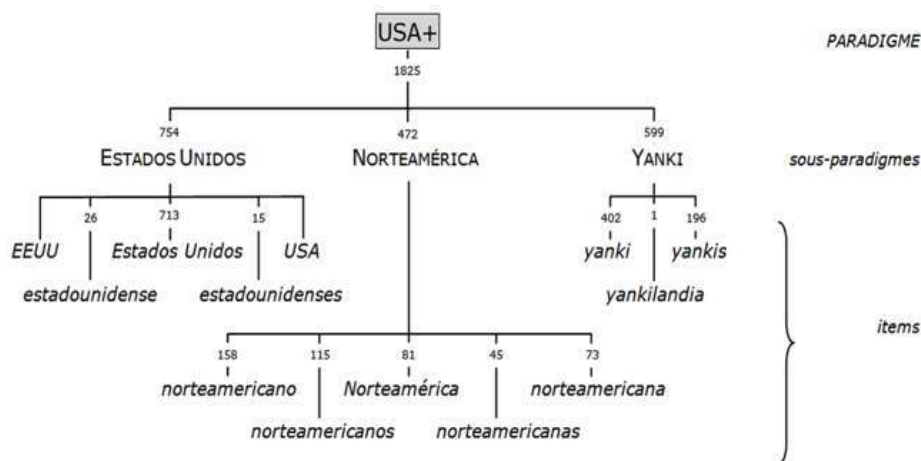 USA+
PARADIGME
1825
754 472 599
ESTADOS UNIDOS NORTEAMÉRICA YANKI sous-paradigmes
26 713 15 402 1 196
EEUU Estados Unidos USA yanki yankis
estadounidense estadounidenses yankilandia
items
158 115 81 45 73
norteamericano Norteamérica norteamericana
norteamericanos norteamericanas